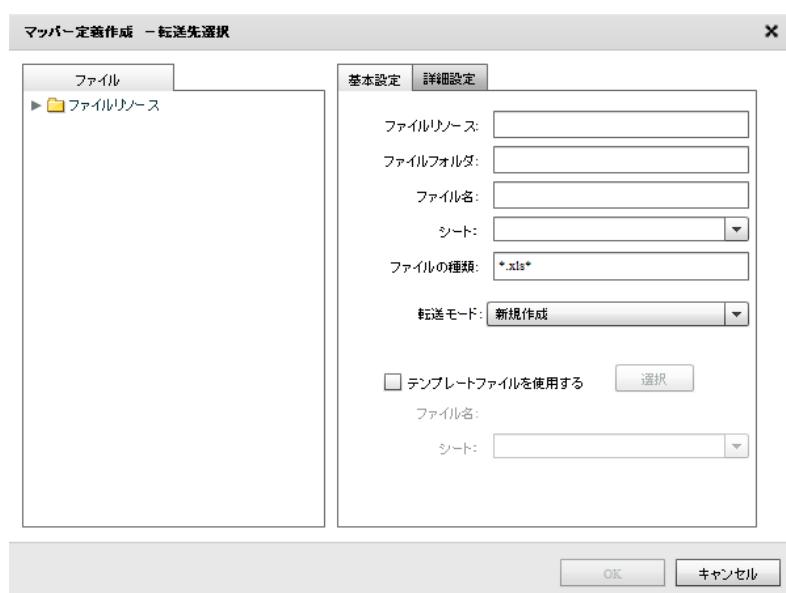 マッパー定義作成 －転送先選択
ファイル
ファイルリソース
基本設定
詳細設定
ファイルリソース:
ファイルフォルダ:
ファイル名:
シート:
ファイルの種類:
*.xls*
転送モード:
新規作成
テンプレートファイルを使用する
選択
ファイル名:
シート:
OK
キャンセル